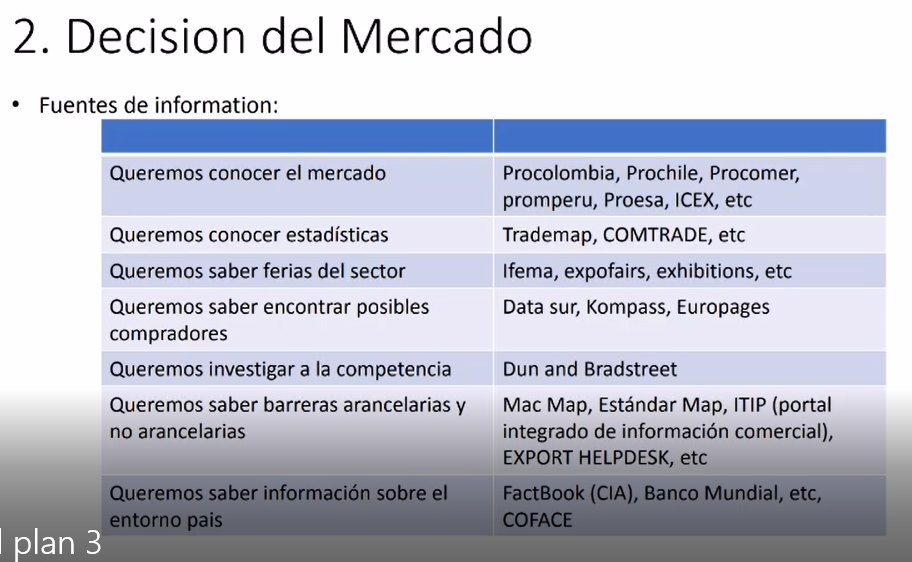 2. Decision del Mercado
• Fuentes de information:
Queremos conocer el mercado
Procolombia, Prochile, Procomer,
promperu, Proesa, ICEX, etc
Queremos conocer estadísticas
Trademap, COMTRADE, etc
Queremos saber ferias del sector
Ifema, expofairs, exhibitions, etc
Queremos saber encontrar posibles
compradores
Data sur, Kompass, Europages
Queremos investigar a la competencia
Dun and Bradstreet
Queremos saber barreras arancelarias y
no arancelarias
Mac Map, Estándar Map, ITIP (portal
integrado de información comercial),
EXPORT HELPDESK, etc
Queremos saber información sobre el
entorno pais
FactBook (CIA), Banco Mundial, etc,
COFACE
plan 3